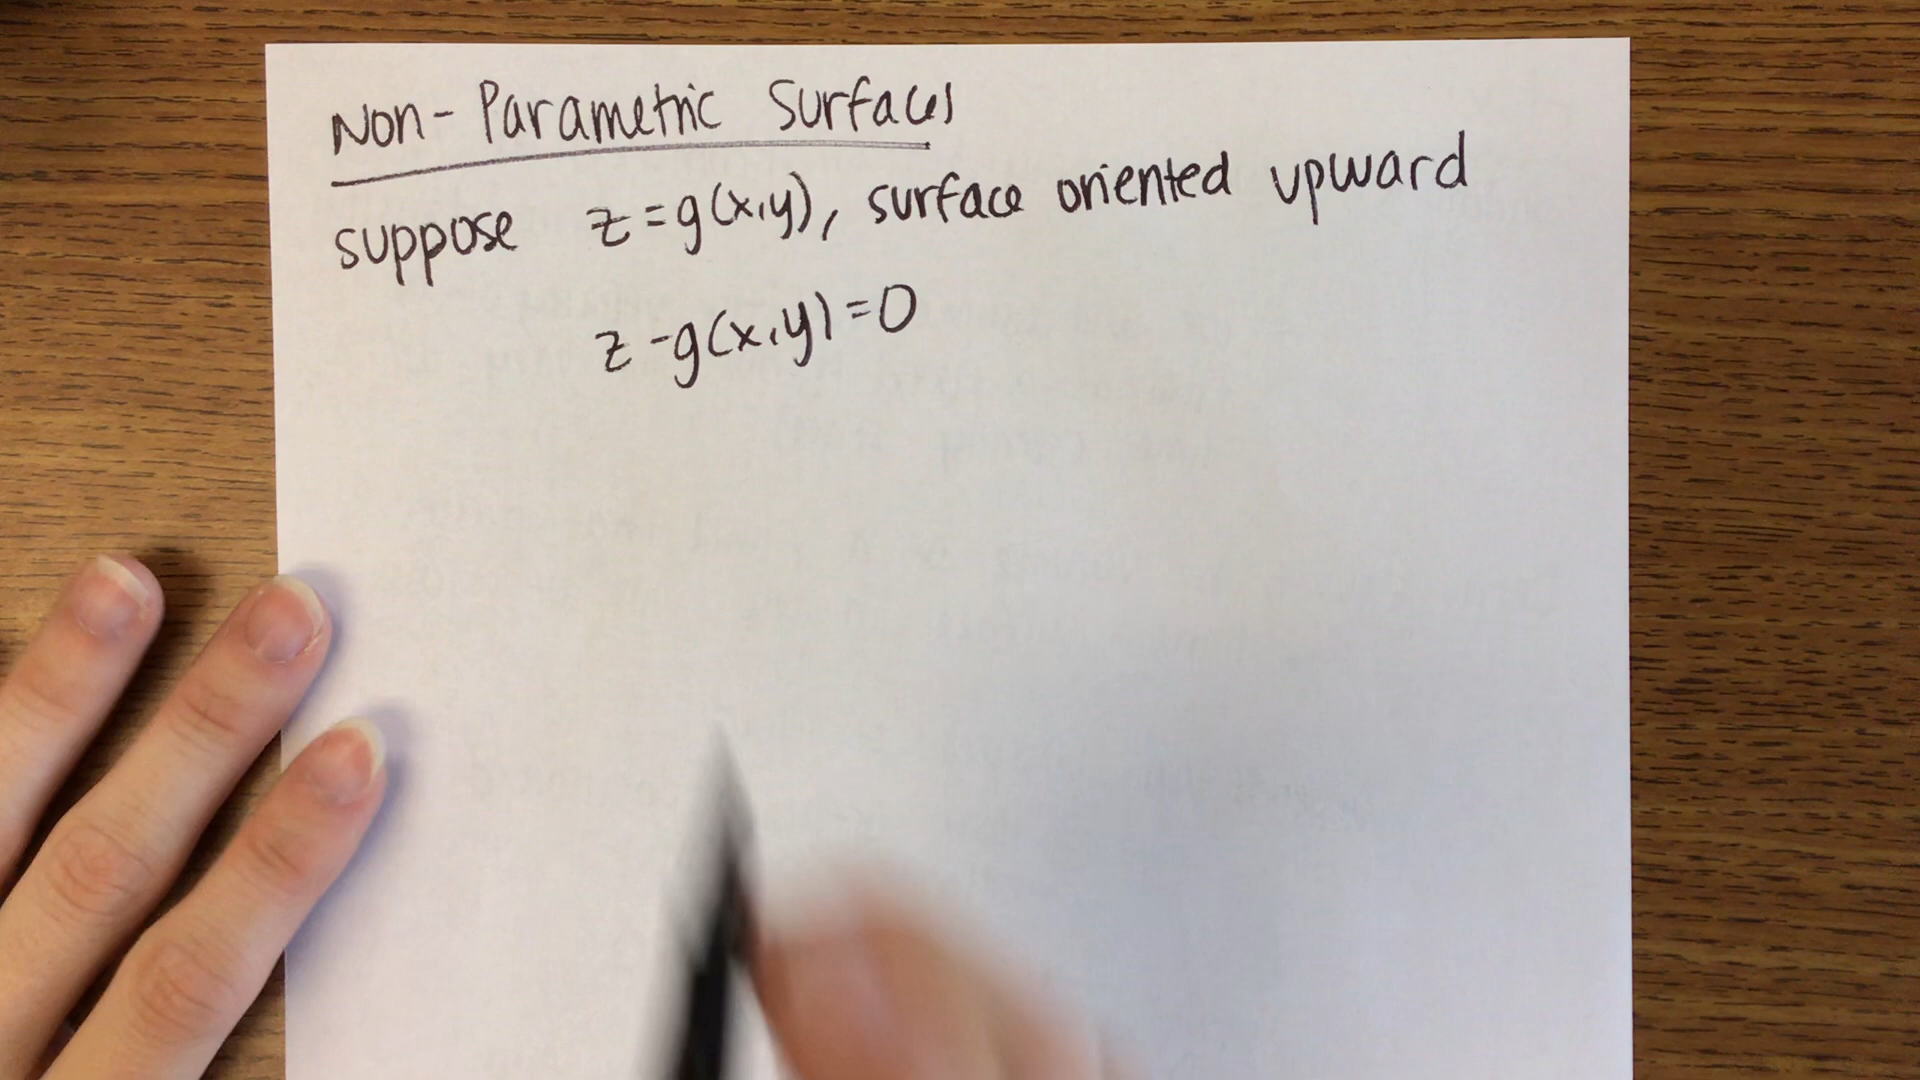 Non-Parametric Surfaces
suppose z=g(x,y), surface oriented upward
z-g(x,y)=0